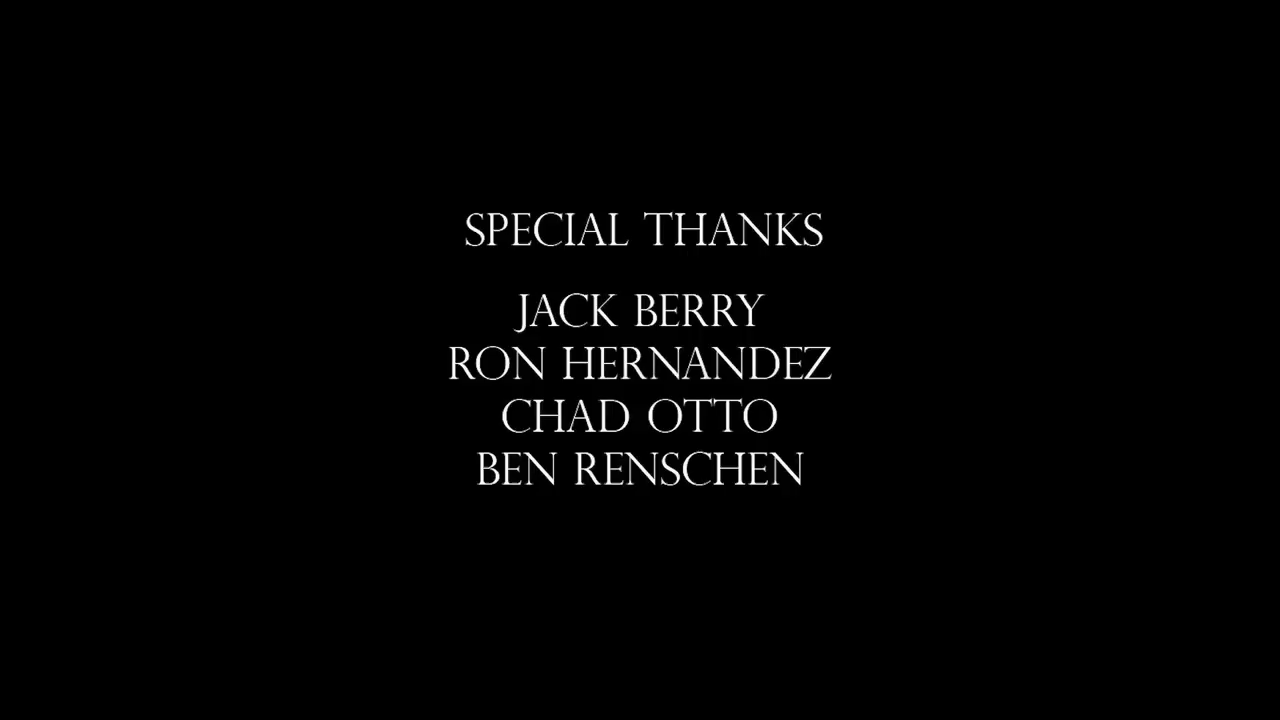 SPECIAL THANKS
JACK BERRY
RON HERNANDEZ
CHAD OTTO
BEN RENSCHEN